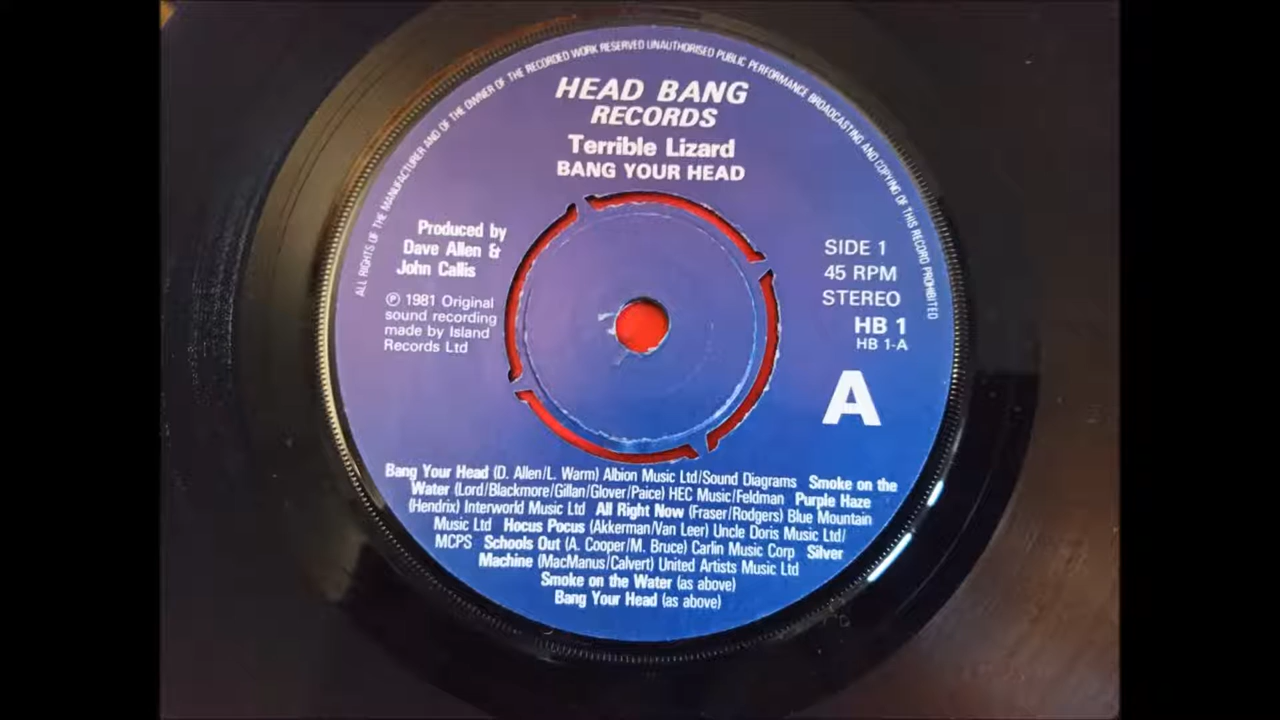 ALL RIGHTS OF THE MANUFACTURER AND OF THE OWNER OF THE RECORDED WORK RESERVED UNAUTHORISED PUBLIC PERFORMANCE BROADCASTING AND COPYING OF THIS RECORD PROHIBITED
HEAD BANG
RECORDS
Terrible Lizard
BANG YOUR HEAD
Produced by
Dave Allen &
John Callis
℗ 1981 Original
sound recording
made by Island
Records Ltd
SIDE 1
45 RPM
STEREO
HB 1
HB 1-A
A
Bang Your Head (D. Allen/L. Warm) Albion Music Ltd/Sound Diagrams Smoke on the
Water (Lord/Blackmore/Gillan/Glover/Paice) HEC Music/Feldman Purple Haze
(Hendrix) Interworld Music Ltd All Right Now (Fraser/Rodgers) Blue Mountain
Music Ltd Hocus Pocus (Akkerman/Van Leer) Uncle Doris Music Ltd/
MCPS Schools Out (A. Cooper/M. Bruce) Carlin Music Corp Silver
Machine (MacManus/Calvert) United Artists Music Ltd
Smoke on the Water (as above)
Bang Your Head (as above)